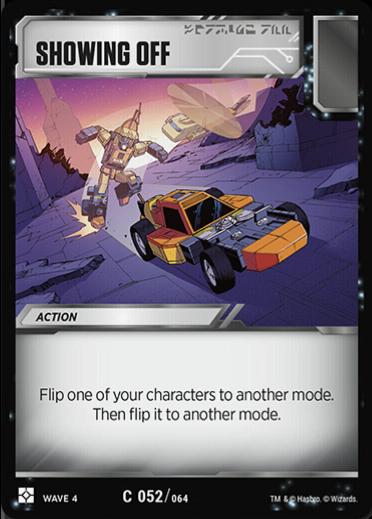 SHOWING OFF
ACTION
Flip one of your characters to another mode.
Then flip it to another mode.
WAVE 4
C 052/064
TM & © Hasbro. © Wizards.